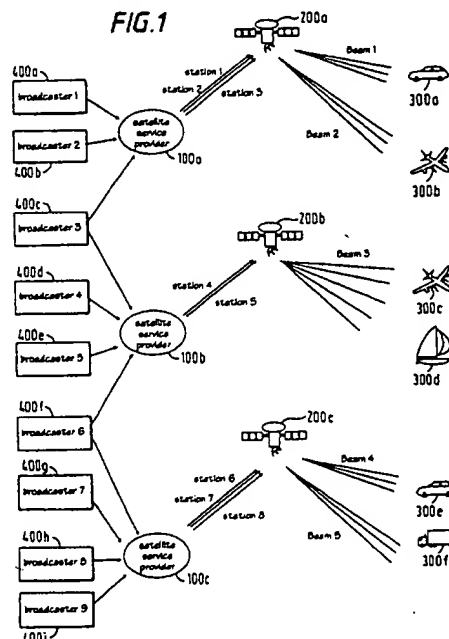 FIG.1
200a
400a
broadcaster 1
station 1
station 2
station 3
Beam 1
300a
400b
broadcaster 2
satellite
service
provider
100a
Beam 2
300b
400c
broadcaster 3
200b
400d
broadcaster 4
station 4
station 5
Beam 3
300c
400e
broadcaster 5
satellite
service
provider
100b
300d
400f
broadcaster 6
200c
400g
broadcaster 7
station 6
station 7
station 8
Beam 4
300e
400h
broadcaster 8
satellite
service
provider
100c
Beam 5
300f
broadcaster 9
400i